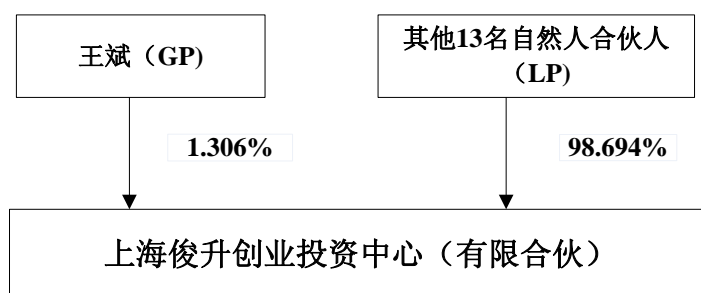 王斌（GP)
其他13名自然人合伙人
（LP)
1.306%
98.694%
上海俊升创业投资中心（有限合伙）